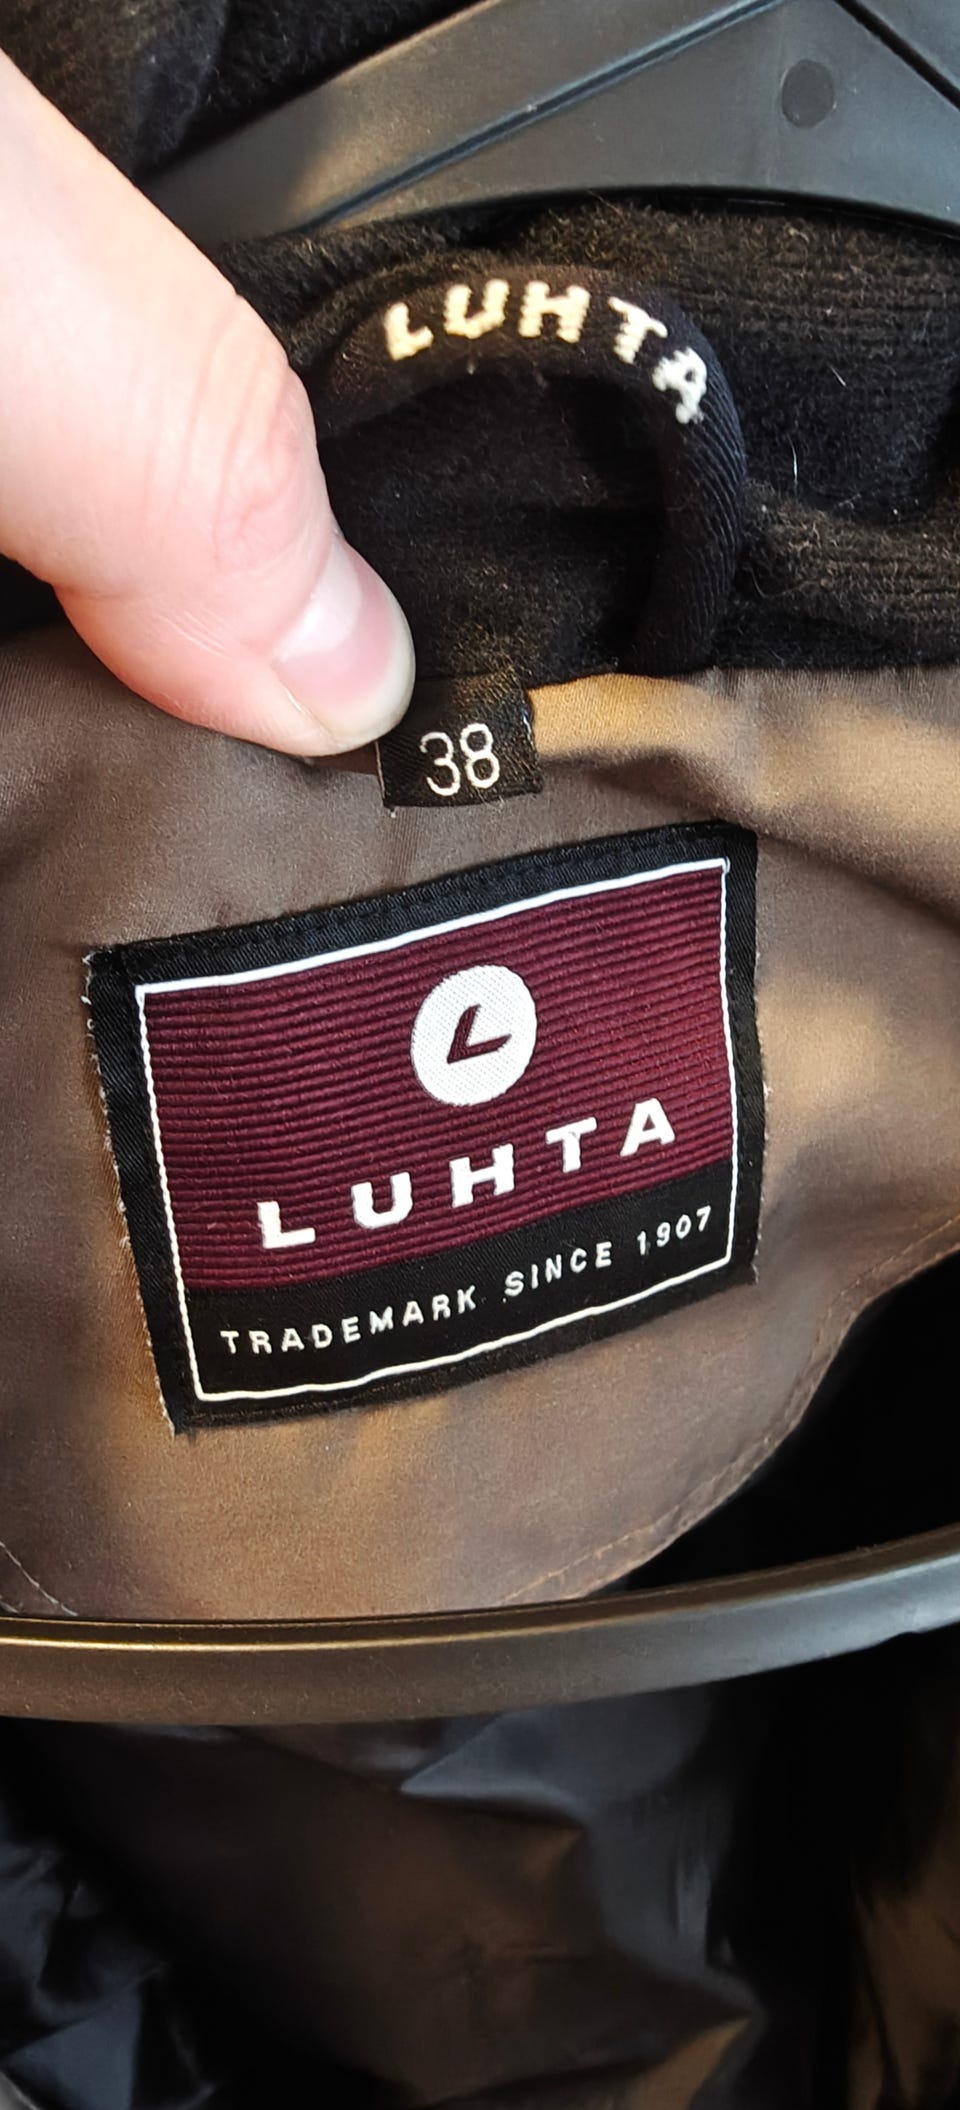 LUHTA
38
L
LUHTA
TRADEMARK SINCE 1907